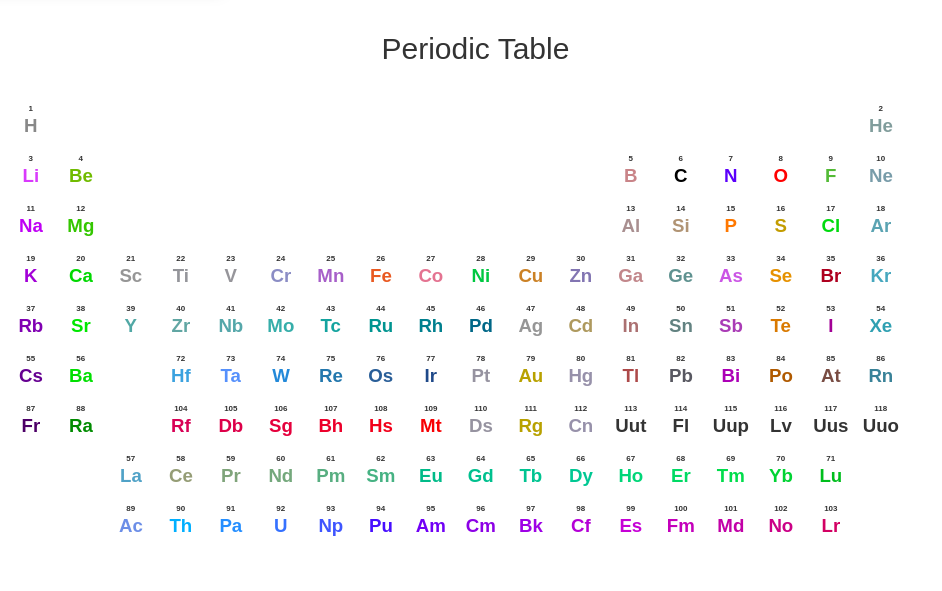 Periodic Table
1 2
H He
3 4 5 6 7 8 9 10
Li Be B C N O F Ne
11 12 13 14 15 16 17 18
Na Mg Al Si P S Cl Ar
19 20 21 22 23 24 25 26 27 28 29 30 31 32 33 34 35 36
K Ca Sc Ti V Cr Mn Fe Co Ni Cu Zn Ga Ge As Se Br Kr
37 38 39 40 41 42 43 44 45 46 47 48 49 50 51 52 53 54
Rb Sr Y Zr Nb Mo Tc Ru Rh Pd Ag Cd In Sn Sb Te I Xe
55 56 72 73 74 75 76 77 78 79 80 81 82 83 84 85 86
Cs Ba Hf Ta W Re Os Ir Pt Au Hg Tl Pb Bi Po At Rn
87 88 104 105 106 107 108 109 110 111 112 113 114 115 116 117 118
Fr Ra Rf Db Sg Bh Hs Mt Ds Rg Cn Uut Fl Uup Lv Uus Uuo
57 58 59 60 61 62 63 64 65 66 67 68 69 70 71
La Ce Pr Nd Pm Sm Eu Gd Tb Dy Ho Er Tm Yb Lu
89 90 91 92 93 94 95 96 97 98 99 100 101 102 103
Ac Th Pa U Np Pu Am Cm Bk Cf Es Fm Md No Lr